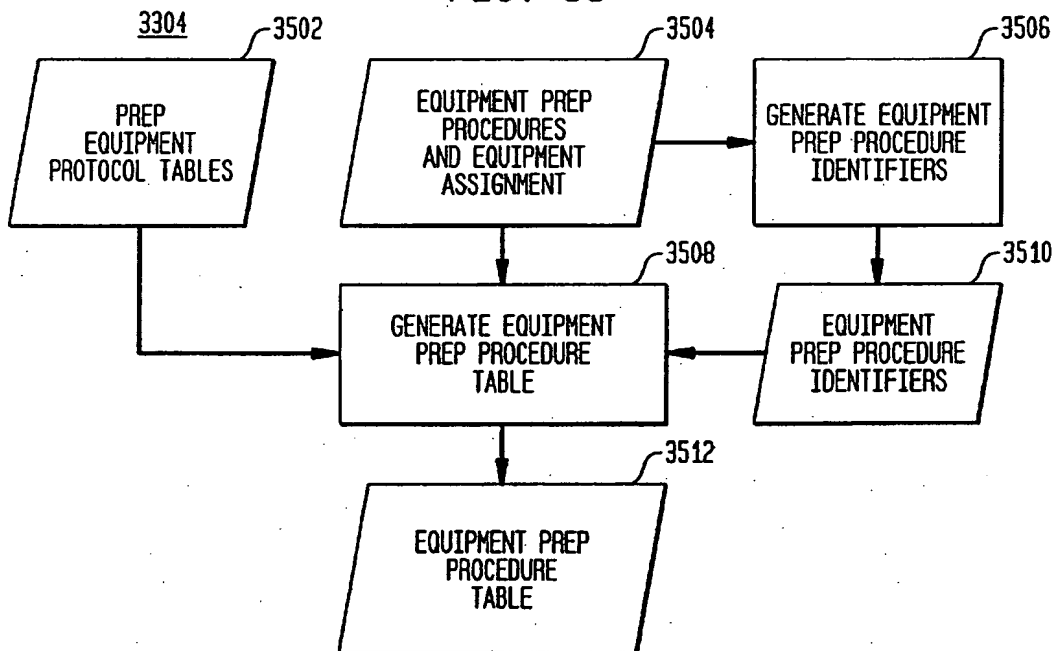 3304
3502
3504
3506
PREP
EQUIPMENT
PROTOCOL TABLES
EQUIPMENT PREP
PROCEDURES
AND EQUIPMENT
ASSIGNMENT
GENERATE EQUIPMENT
PREP PROCEDURE
IDENTIFIERS
3508
3510
GENERATE EQUIPMENT
PREP PROCEDURE
TABLE
EQUIPMENT
PREP PROCEDURE
IDENTIFIERS
3512
EQUIPMENT PREP
PROCEDURE
TABLE